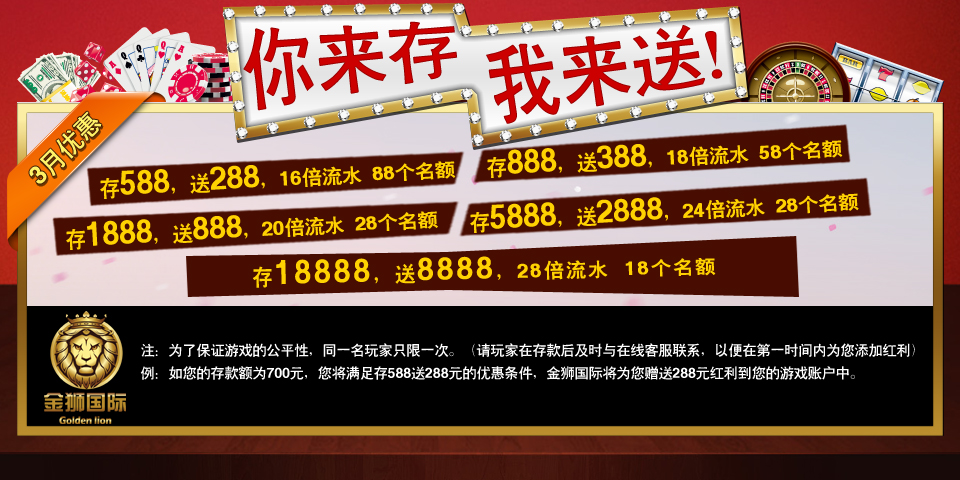 你来存
我来送!
3月优惠
存588，送288，16倍流水 88个名额
存888，送388，18倍流水 58个名额
存1888，送888，20倍流水 28个名额
存5888，送2888，24倍流水 28个名额
存18888，送8888，28倍流水 18个名额
注：为了保证游戏的公平性，同一名玩家只限一次。（请玩家在存款后及时与在线客服联系，以便在第一时间内为您添加红利）
例：如您的存款额为700元，您将满足存588送288元的优惠条件，金狮国际将为您赠送288元红利到您的游戏账户中。
金狮国际
Golden lion